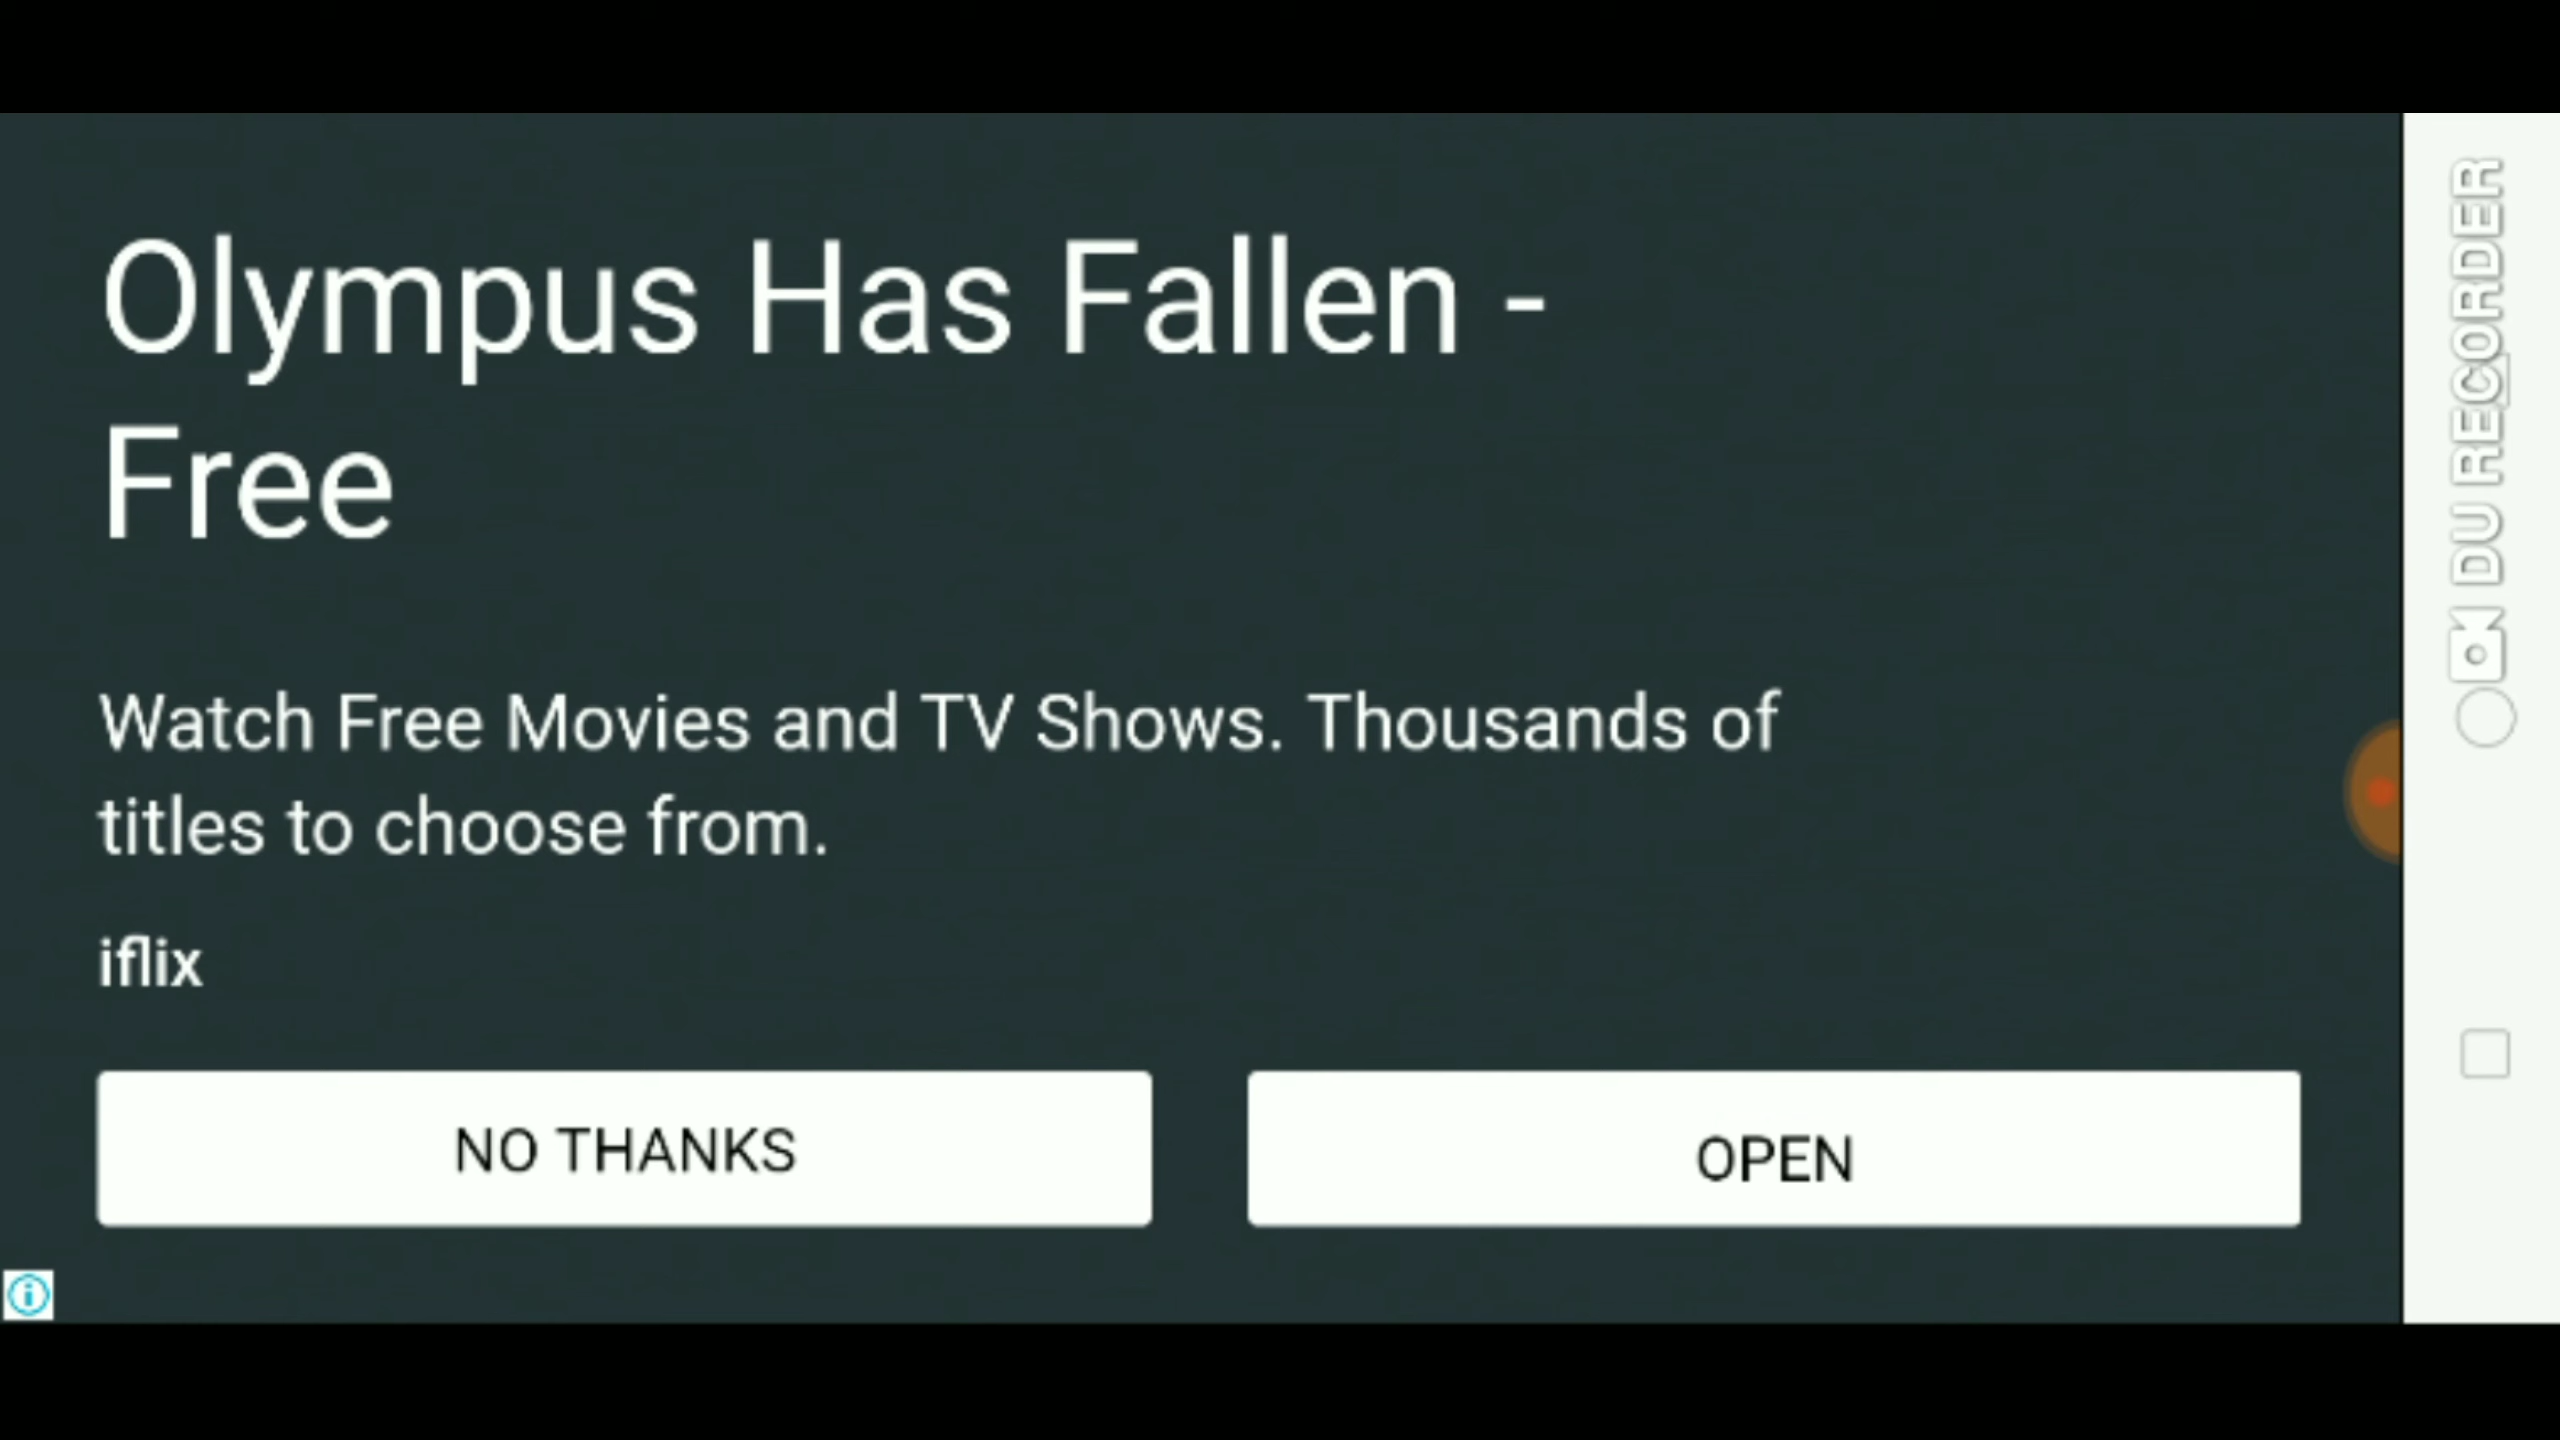 Olympus Has Fallen -
Free
Watch Free Movies and TV Shows. Thousands of
titles to choose from.
iflix
NO THANKS
OPEN
DU RECORDER